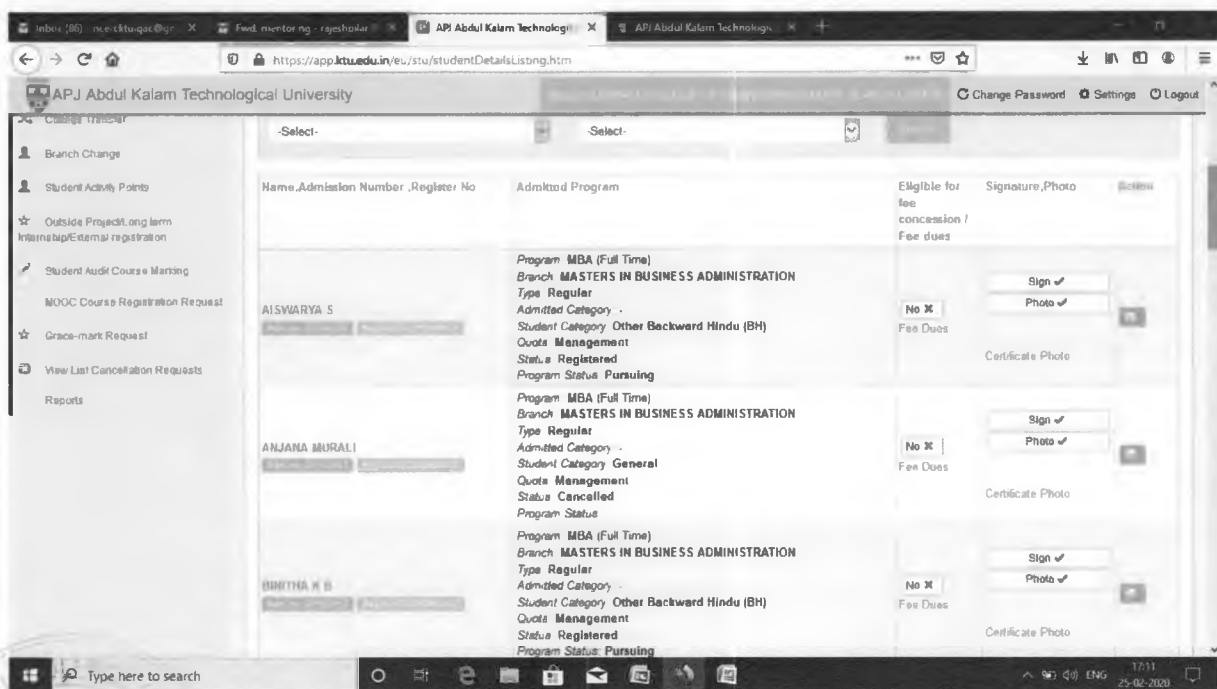 Inbox (86)
Fwd: mentoring - rajeshpillai
APJ Abdul Kalam Technologi
APJ Abdul Kalam Technologi
https://app.ktu.edu.in/eu/stu/studentDetailsListing.htm
APJ Abdul Kalam Technological University
Change Password Settings Logout
College Transfer
-Select- -Select-
Branch Change
Student Activity Points
Outside Project/Long term
Internship/External registration
Student Audit Course Marking
MOOC Course Registration Request
Grace-mark Request
View List Cancellation Requests
Reports
Name,Admission Number ,Register No Admitted Program Eligible for Signature,Photo Action
fee
concession /
Fee dues
AISWARYA S
Program MBA (Full Time)
Branch MASTERS IN BUSINESS ADMINISTRATION
Type Regular
Admitted Category -
Student Category Other Backward Hindu (BH)
Quota Management
Status Registered
Program Status Pursuing
No ✖
Fee Dues
Sign ✔
Photo ✔
Certificate Photo
ANJANA MURALI
Program MBA (Full Time)
Branch MASTERS IN BUSINESS ADMINISTRATION
Type Regular
Admitted Category -
Student Category General
Quota Management
Status Cancelled
Program Status
No ✖
Fee Dues
Sign ✔
Photo ✔
Certificate Photo
BINITHA K B
Program MBA (Full Time)
Branch MASTERS IN BUSINESS ADMINISTRATION
Type Regular
Admitted Category -
Student Category Other Backward Hindu (BH)
Quota Management
Status Registered
Program Status Pursuing
No ✖
Fee Dues
Sign ✔
Photo ✔
Certificate Photo
Type here to search
ENG
17:11
25-02-2020